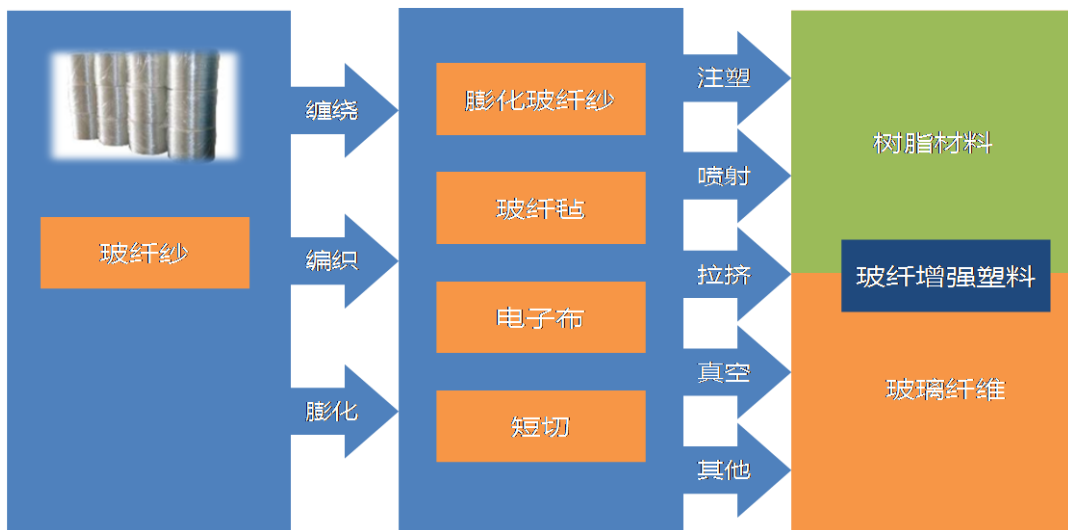 玻纤纱
缠绕
编织
膨化
膨化玻纤纱
玻纤毡
电子布
短切
注塑
喷射
拉挤
真空
其他
树脂材料
玻纤增强塑料
玻璃纤维